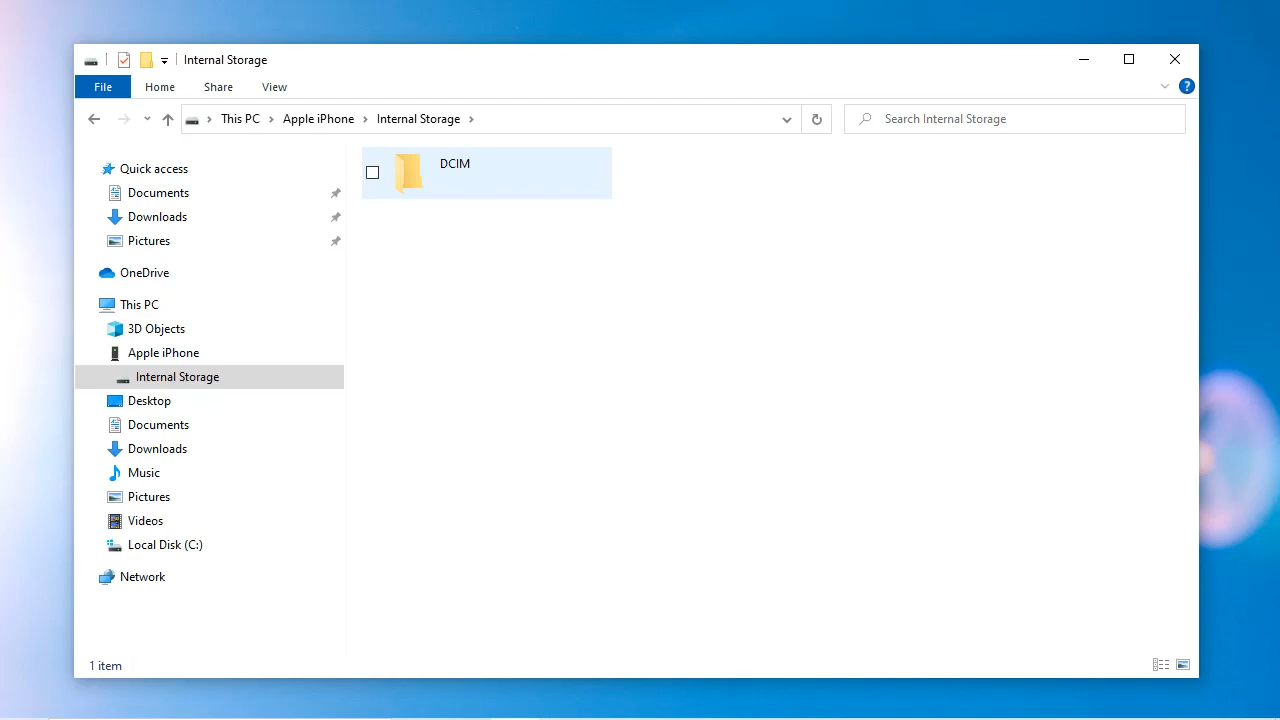 Internal Storage
File Home Share View
This PC Apple iPhone Internal Storage Search Internal Storage
Quick access
Documents
Downloads
Pictures
OneDrive
This PC
3D Objects
Apple iPhone
Internal Storage
Desktop
Documents
Downloads
Music
Pictures
Videos
Local Disk (C:)
Network
DCIM
1 item